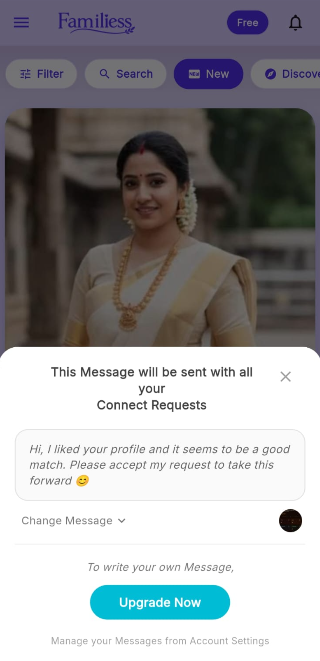 Familiess
Free
Filter
Search
NEW New
Discove
This Message will be sent with all
your
Connect Requests
Hi, I liked your profile and it seems to be a good
match. Please accept my request to take this
forward 😊
Change Message
To write your own Message,
Upgrade Now
Manage your Messages from Account Settings